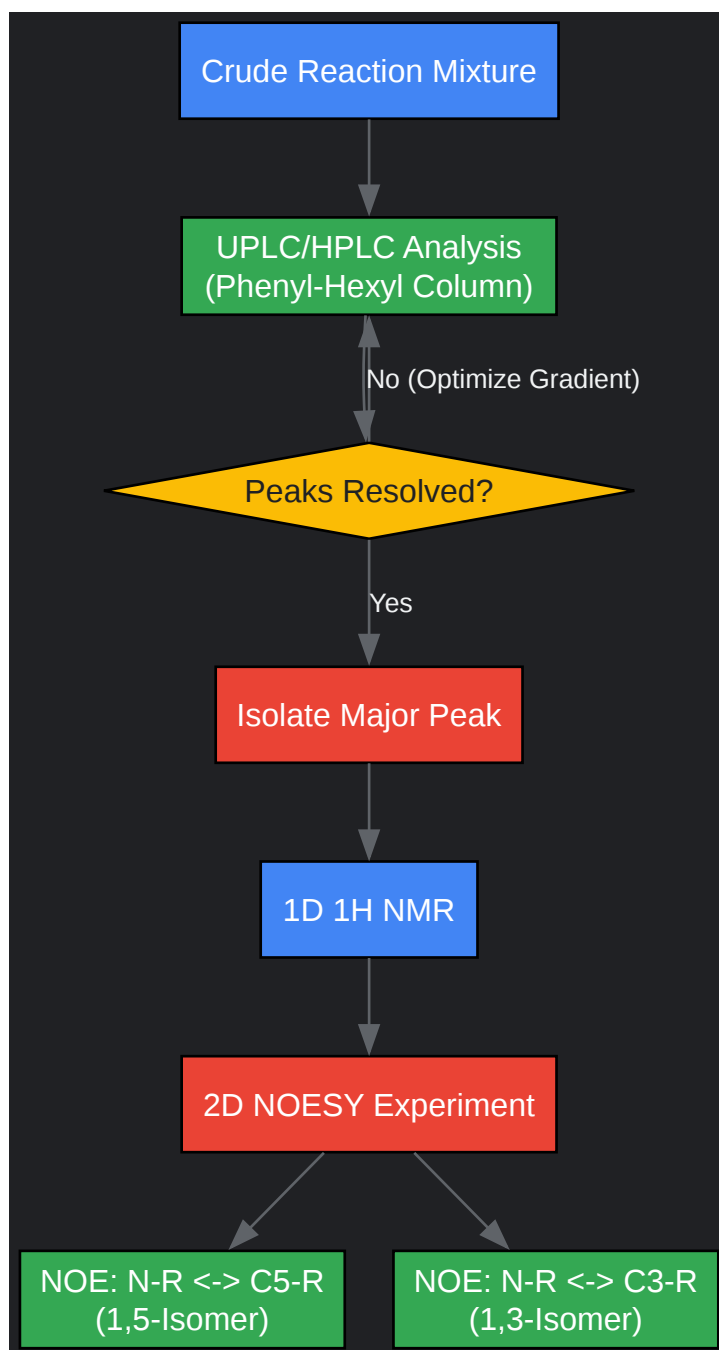 Crude Reaction Mixture
UPLC/HPLC Analysis
(Phenyl-Hexyl Column)
No (Optimize Gradient)
Peaks Resolved?
Yes
Isolate Major Peak
1D 1H NMR
2D NOESY Experiment
NOE: N-R <-> C5-R
(1,5-Isomer)
NOE: N-R <-> C3-R
(1,3-Isomer)